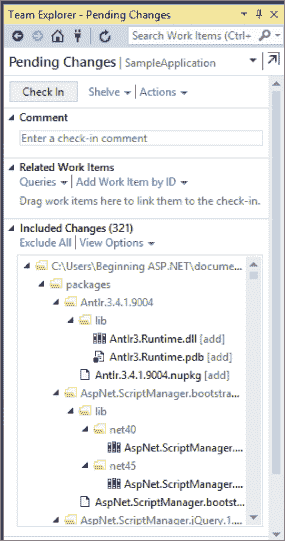 Team Explorer - Pending Changes
Search Work Items (Ctrl+
Pending Changes | SampleApplication
Check In Shelve Actions
Comment
Enter a check-in comment
Related Work Items
Queries Add Work Item by ID
Drag work items here to link them to the check-in.
Included Changes (321)
Exclude All View Options
C:\Users\Beginning ASP.NET\docume...
packages
Antlr.3.4.1.9004
lib
Antlr3.Runtime.dll [add]
Antlr3.Runtime.pdb [add]
Antlr.3.4.1.9004.nupkg [add]
AspNet.ScriptManager.bootstra...
lib
net40
AspNet.ScriptManager....
net45
AspNet.ScriptManager....
AspNet.ScriptManager.bootst...
AspNet.ScriptManager.jQuery.1....